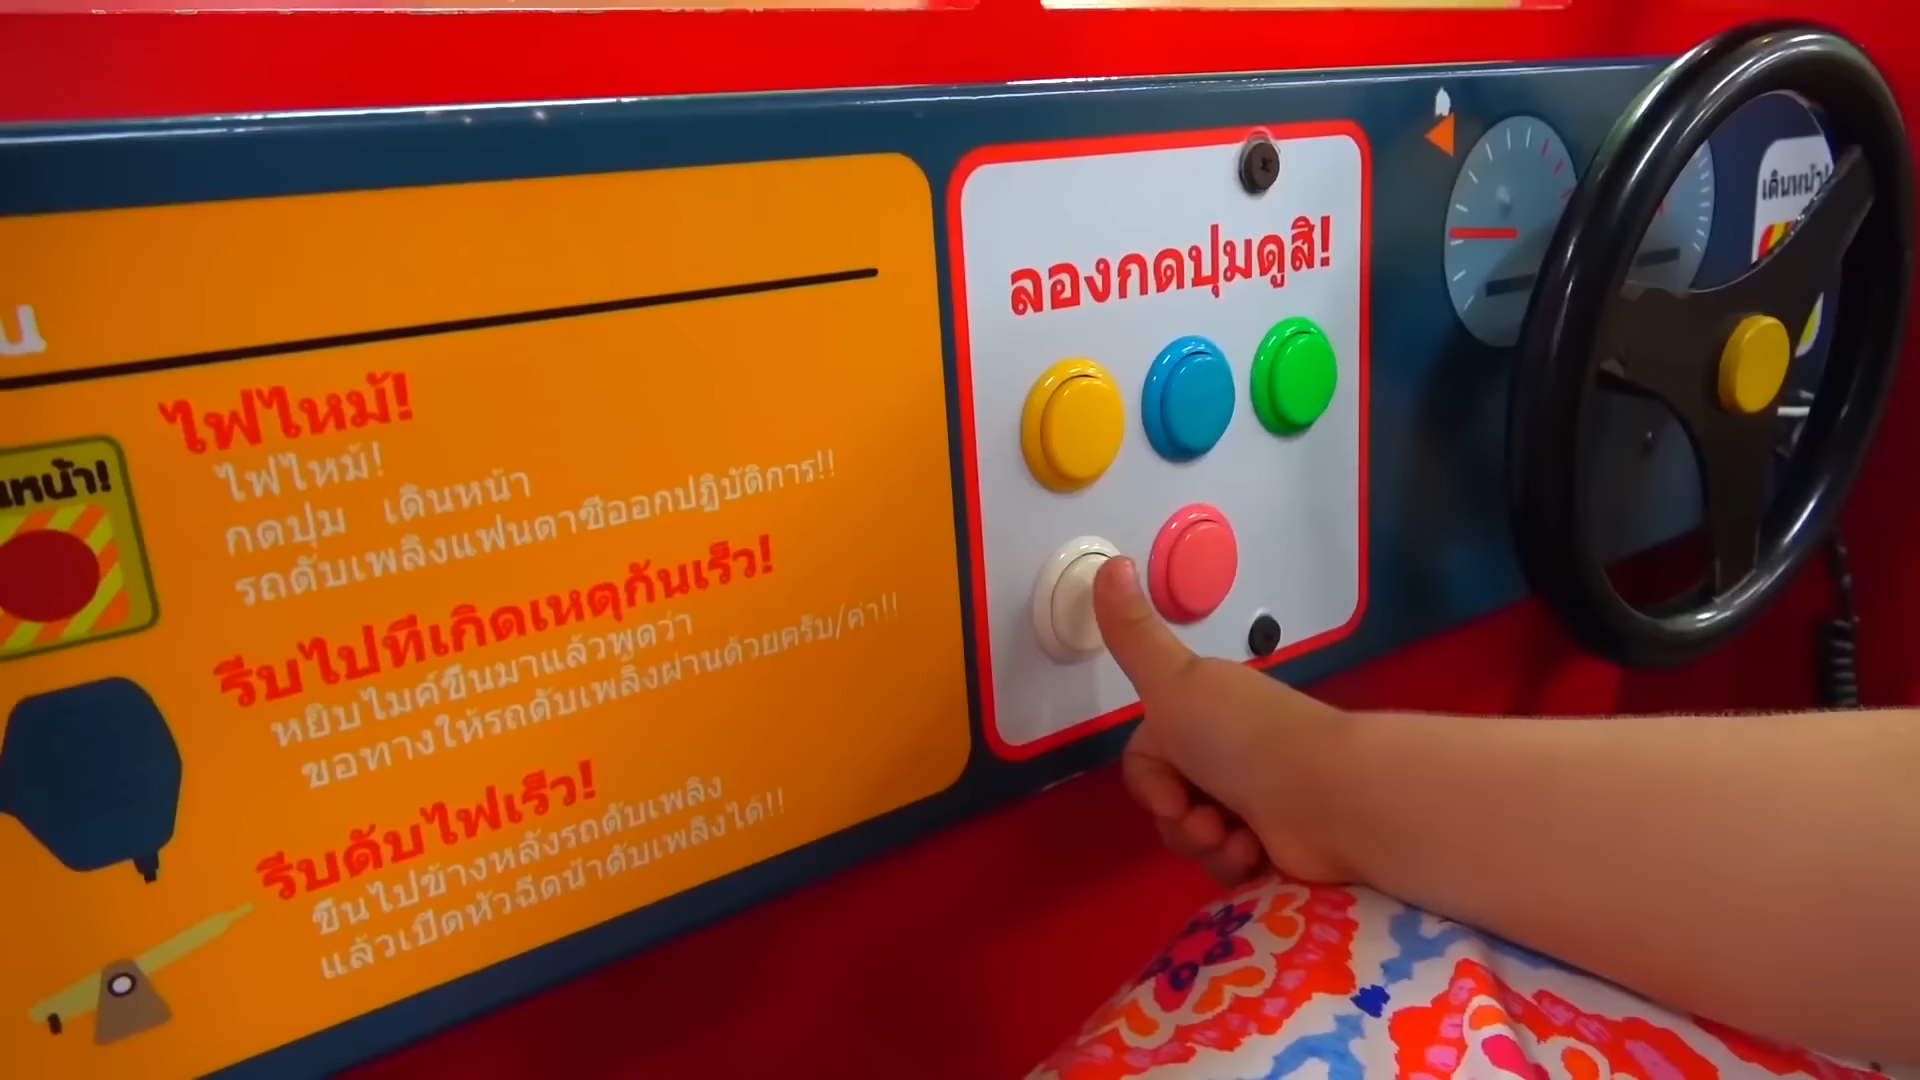 น
ไฟไหม้!
ไฟไหม้!
กดปุ่ม เดินหน้า
รถดับเพลิงแฟนตาซีออกปฏิบัติการ!!
รีบไปที่เกิดเหตุกันเร็ว!
หยิบไมค์ขึ้นมาแล้วพูดว่า
ขอทางให้รถดับเพลิงผ่านด้วยครับ/ค่า!!
รีบดับไฟเร็ว!
ขึ้นไปข้างหลังรถดับเพลิง
แล้วเปิดหัวฉีดน้ำดับเพลิงได้!!
นหน้า!
ลองกดปุ่มดูสิ!
เดินหน้า!